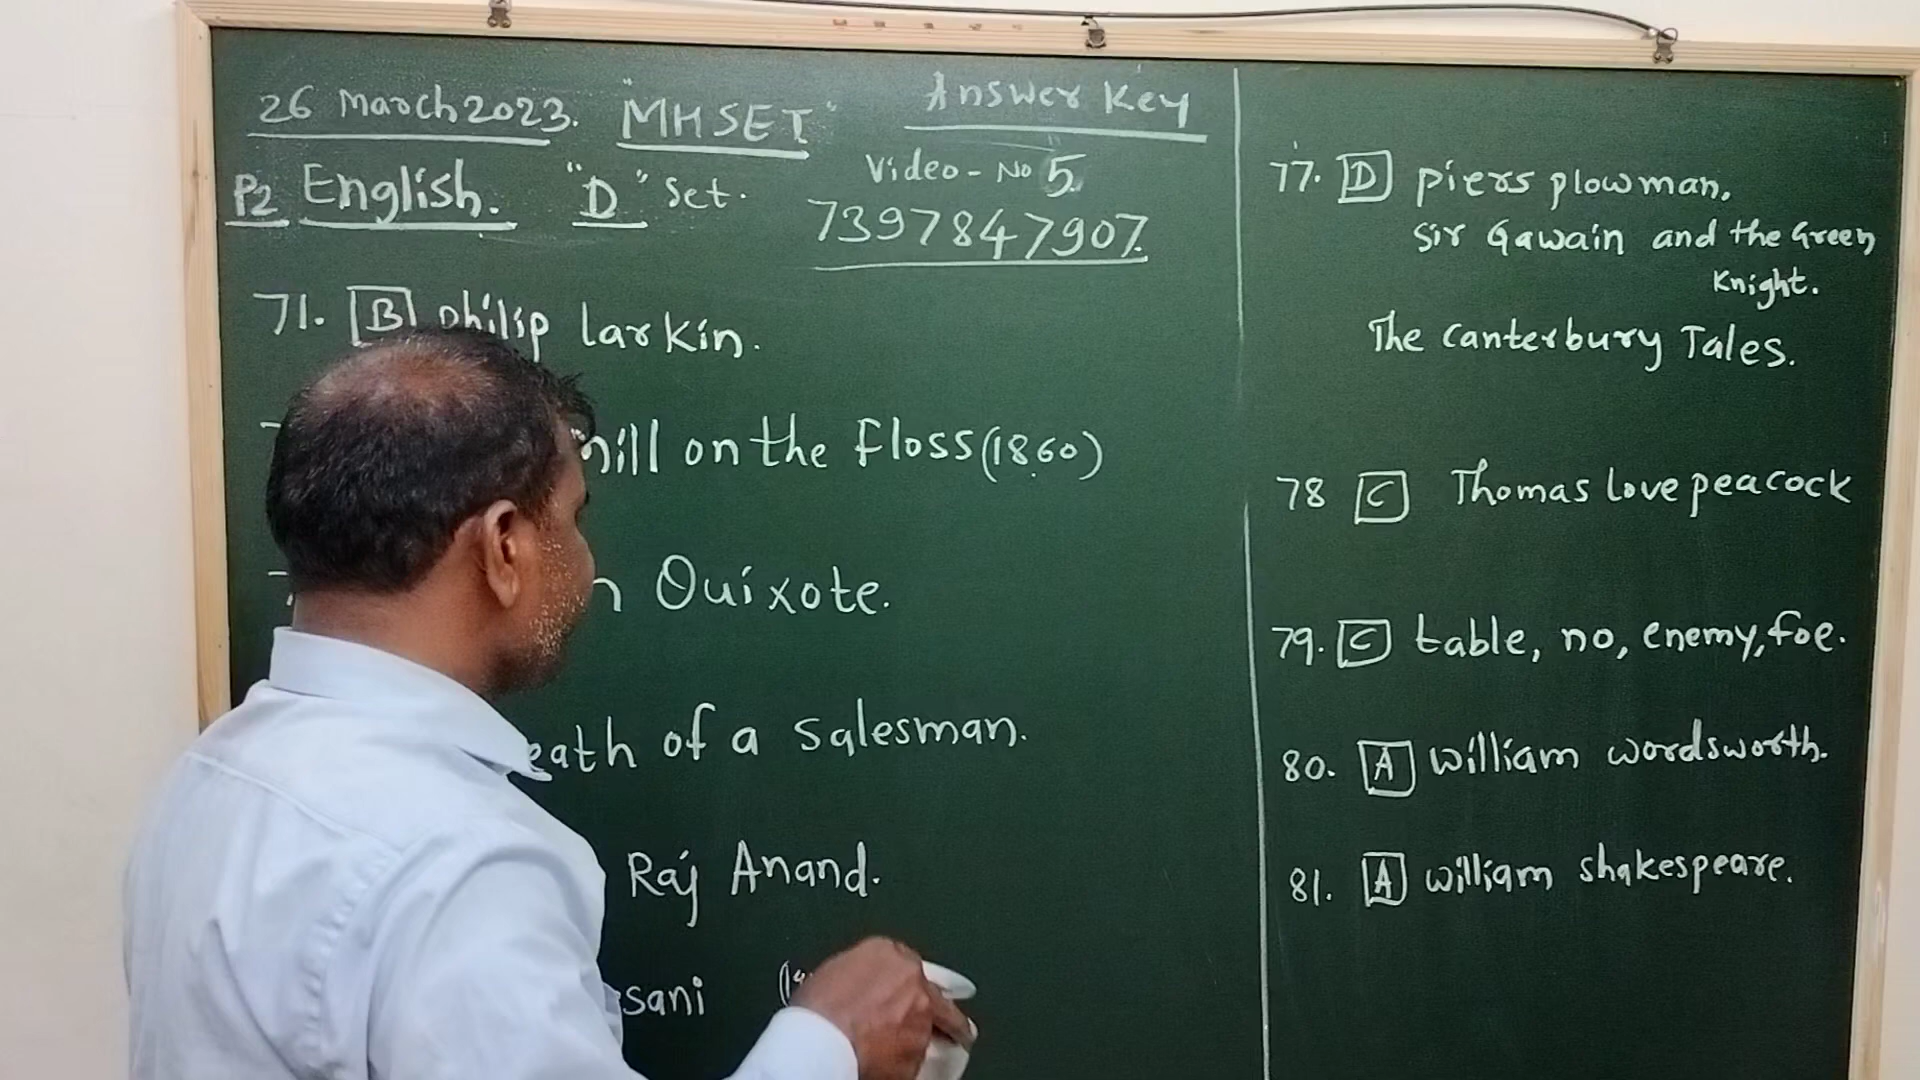 26 March 2023. "MHSET" Answer Key
P2 English. "D" Set. Video - No 5.
7397847907.
71. B philip larkin.
mill on the Floss (1860)
Quixote.
eath of a salesman.
Raj Anand.
sani
77. D piers plowman.
sir Gawain and the Green
Knight.
The Canterbury Tales.
78 C Thomas Love peacock
79. C table, no, enemy, foe.
80. A william wordsworth.
81. A william shakespeare.